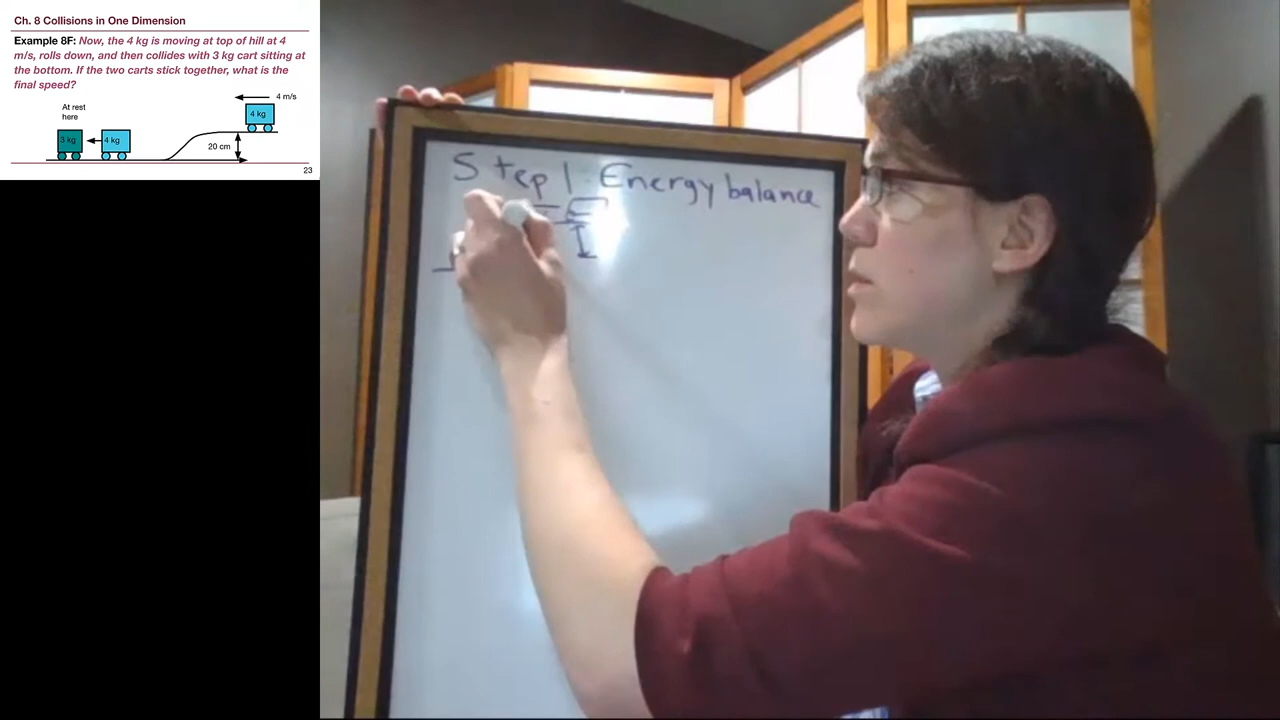 Ch. 8 Collisions in One Dimension
Example 8F: Now, the 4 kg is moving at top of hill at 4
m/s, rolls down, and then collides with 3 kg cart sitting at
the bottom. If the two carts stick together, what is the
final speed?
4 m/s
At rest
here
4 kg
3 kg
4 kg
20 cm
23
Step 1 Energy balance